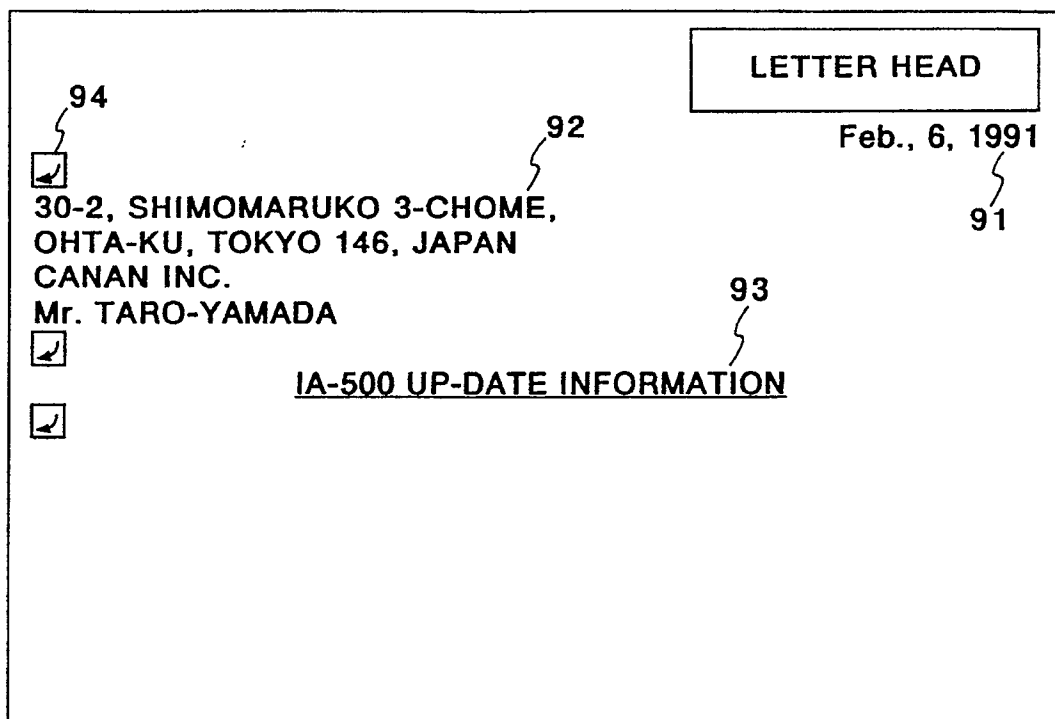 LETTER HEAD
94
92
Feb., 6, 1991
91
30-2, SHIMOMARUKO 3-CHOME,
OHTA-KU, TOKYO 146, JAPAN
CANAN INC.
Mr. TARO-YAMADA
93
IA-500 UP-DATE INFORMATION